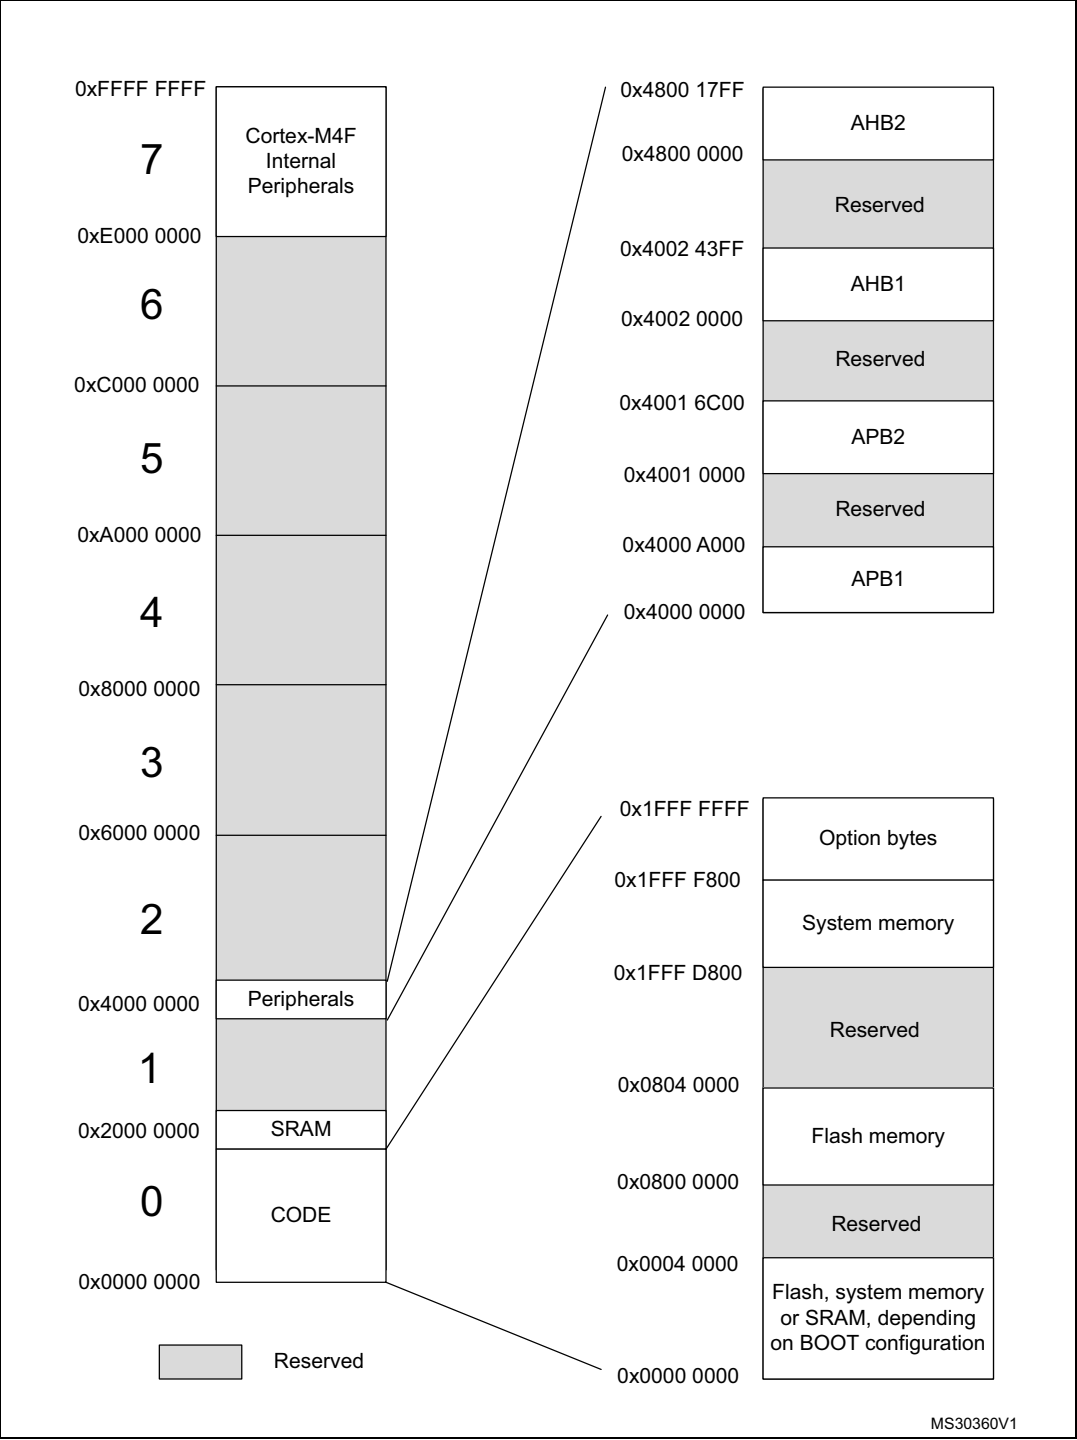 0xFFFF FFFF
7
Cortex-M4F
Internal
Peripherals
0xE000 0000
6
0xC000 0000
5
0xA000 0000
4
0x8000 0000
3
0x6000 0000
2
0x4000 0000
Peripherals
1
0x2000 0000
SRAM
0
CODE
0x0000 0000
Reserved
0x4800 17FF
AHB2
0x4800 0000
Reserved
0x4002 43FF
AHB1
0x4002 0000
Reserved
0x4001 6C00
APB2
0x4001 0000
Reserved
0x4000 A000
APB1
0x4000 0000
0x1FFF FFFF
Option bytes
0x1FFF F800
System memory
0x1FFF D800
Reserved
0x0804 0000
Flash memory
0x0800 0000
Reserved
0x0004 0000
Flash, system memory
or SRAM, depending
on BOOT configuration
0x0000 0000
MS30360V1